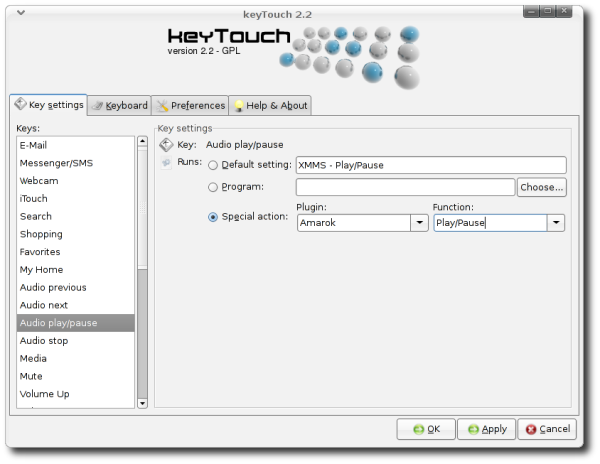 keyTouch 2.2
keyTouch
version 2.2 - GPL
Key settings
Keyboard
Preferences
Help & About
Keys:
E-Mail
Messenger/SMS
Webcam
iTouch
Search
Shopping
Favorites
My Home
Audio previous
Audio next
Audio play/pause
Audio stop
Media
Mute
Volume Up
Key settings
Key: Audio play/pause
Runs: Default setting: XMMS - Play/Pause
Program: Choose...
Plugin: Function:
Special action: Amarok Play/Pause
OK Apply Cancel